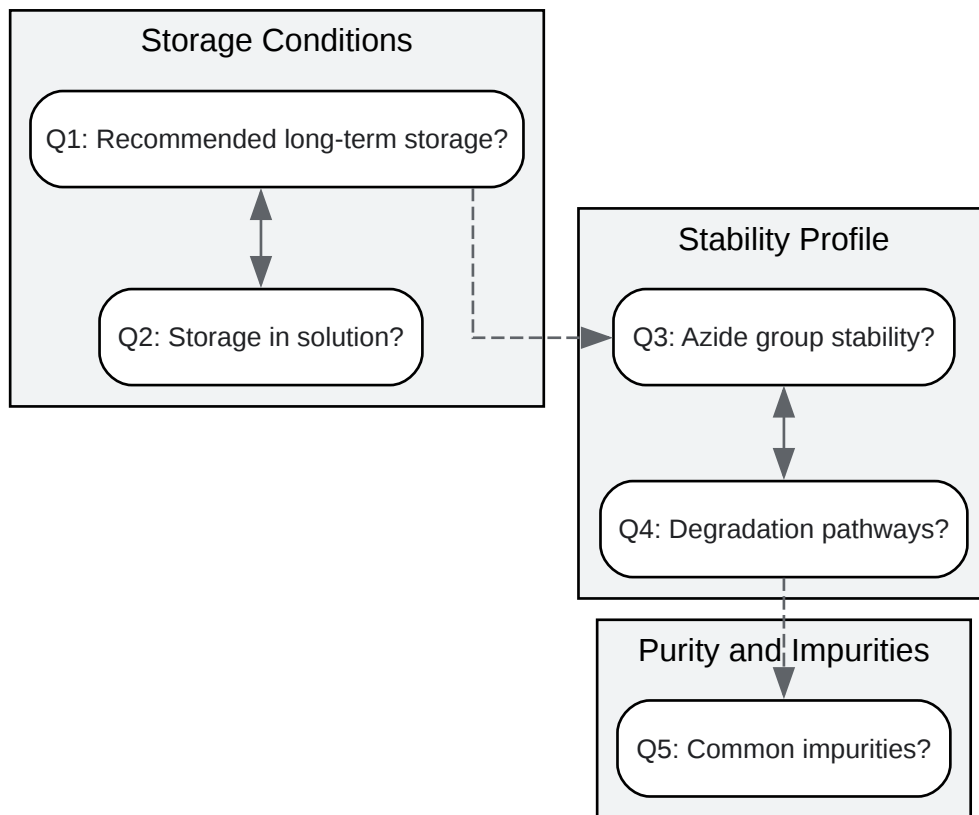 Storage Conditions
Q1: Recommended long-term storage?
Q2: Storage in solution?
Stability Profile
Q3: Azide group stability?
Q4: Degradation pathways?
Purity and Impurities
Q5: Common impurities?